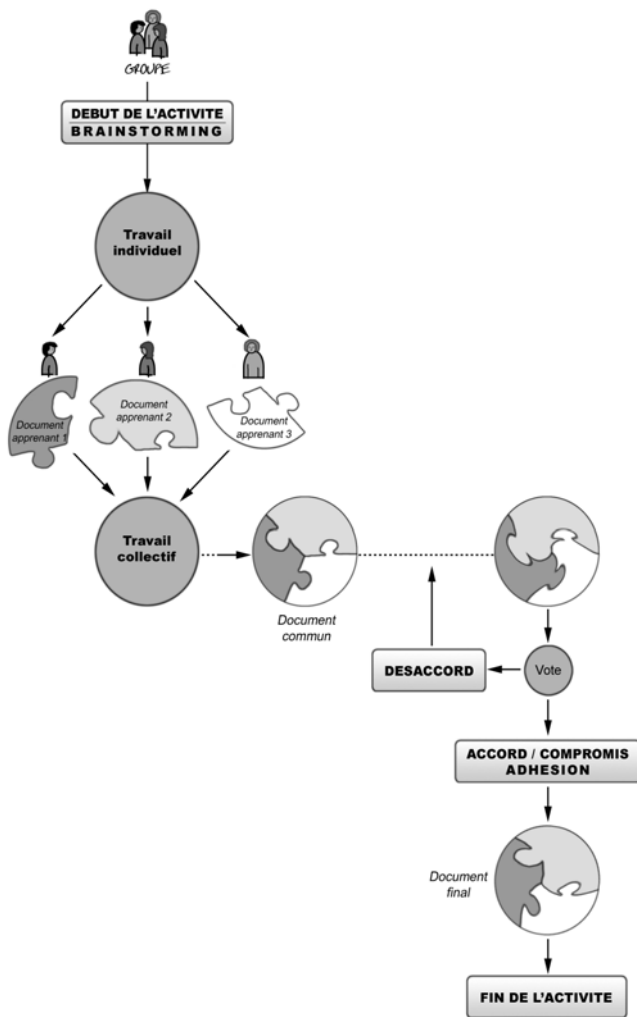 GROUPE
DEBUT DE L'ACTIVITE
BRAINSTORMING
Travail
individuel
Document
apprenant 1
Document
apprenant 2
Document
apprenant 3
Travail
collectif
Document
commun
DESACCORD
Vote
ACCORD / COMPROMIS
ADHESION
Document
final
FIN DE L'ACTIVITE